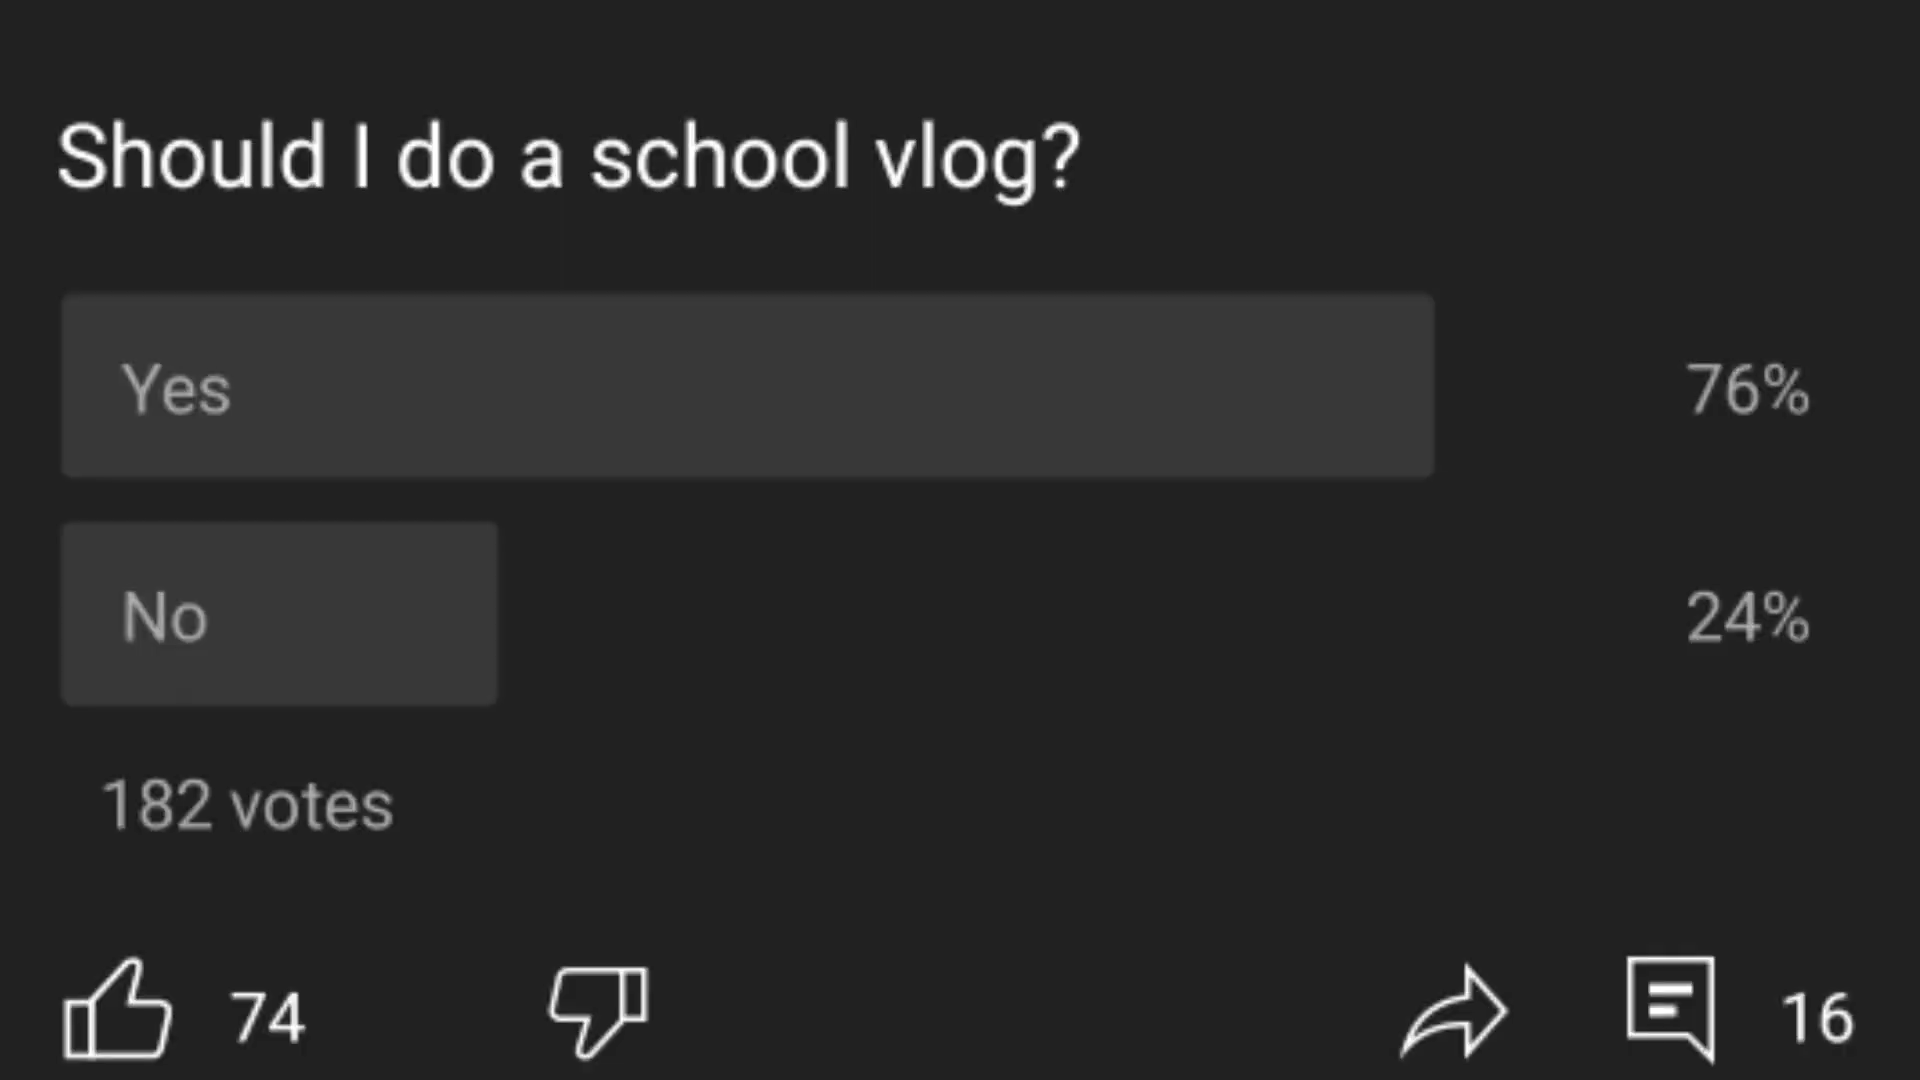 Should I do a school vlog?
Yes 76%
No 24%
182 votes
74 16